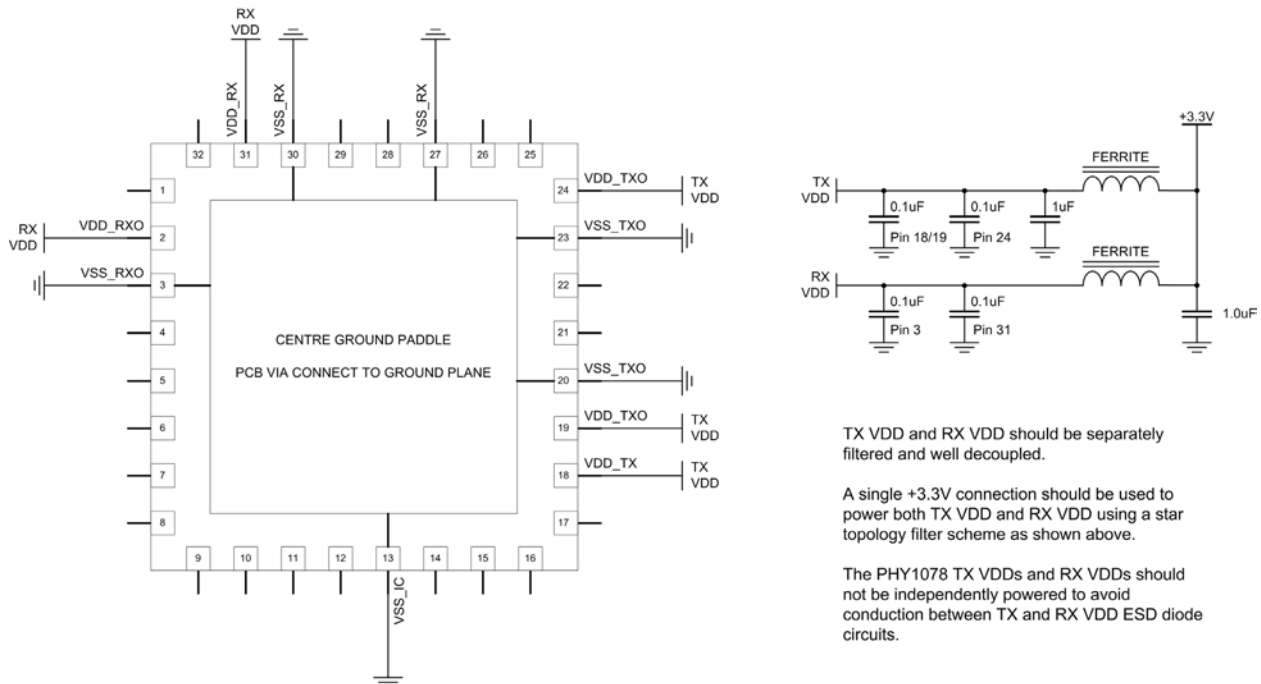 RX
VDD
VDD_RX
VSS_RX
VSS_RX
32
31
30
29
28
27
26
25
1
RX
VDD
VDD_RXO
2
VSS_RXO
3
4
5
6
7
8
24
VDD_TXO
TX
VDD
23
VSS_TXO
22
21
20
VSS_TXO
19
VDD_TXO
TX
VDD
18
VDD_TX
TX
VDD
17
CENTRE GROUND PADDLE
PCB VIA CONNECT TO GROUND PLANE
9
10
11
12
13
14
15
16
VSS_IC
+3.3V
FERRITE
TX
VDD
0.1uF
Pin 18/19
0.1uF
Pin 24
1uF
FERRITE
RX
VDD
0.1uF
Pin 3
0.1uF
Pin 31
1.0uF
TX VDD and RX VDD should be separately
filtered and well decoupled.
A single +3.3V connection should be used to
power both TX VDD and RX VDD using a star
topology filter scheme as shown above.
The PHY1078 TX VDDs and RX VDDs should
not be independently powered to avoid
conduction between TX and RX VDD ESD diode
circuits.